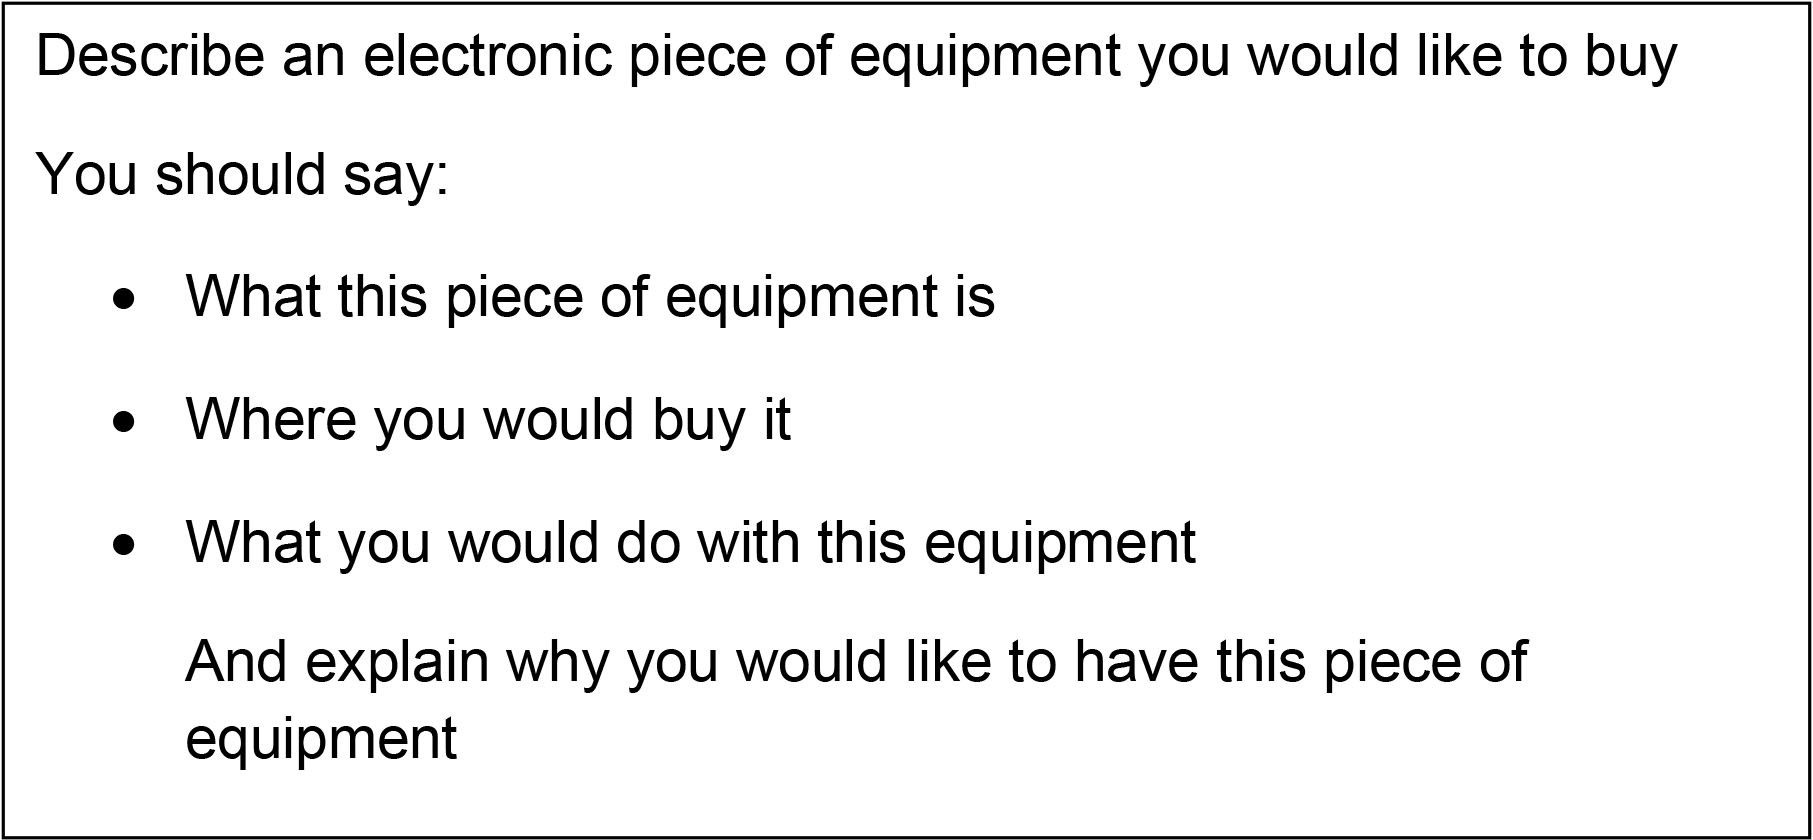 Describe an electronic piece of equipment you would like to buy
You should say:
• What this piece of equipment is
• Where you would buy it
• What you would do with this equipment
And explain why you would like to have this piece of
equipment